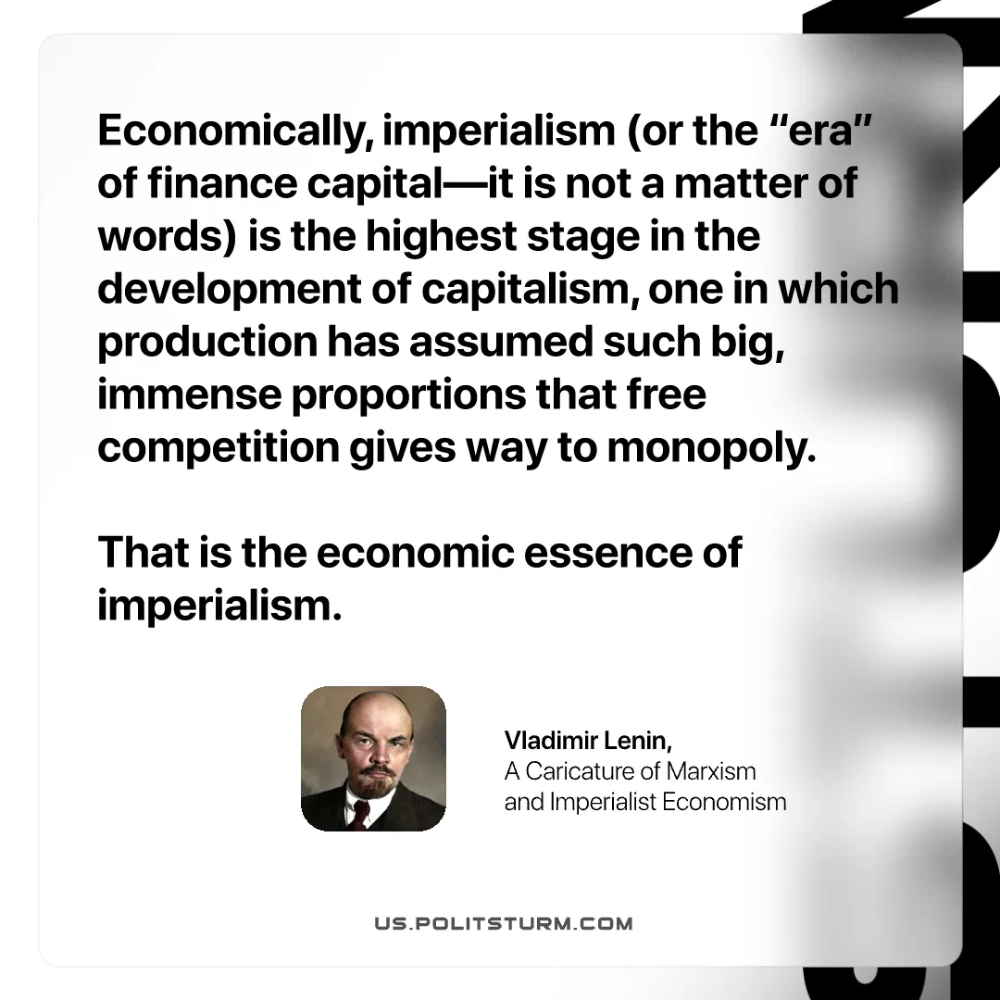 Economically, imperialism (or the “era”
of finance capital—it is not a matter of
words) is the highest stage in the
development of capitalism, one in which
production has assumed such big,
immense proportions that free
competition gives way to monopoly.
That is the economic essence of
imperialism.
Vladimir Lenin,
A Caricature of Marxism
and Imperialist Economism
US.POLITSTURM.COM